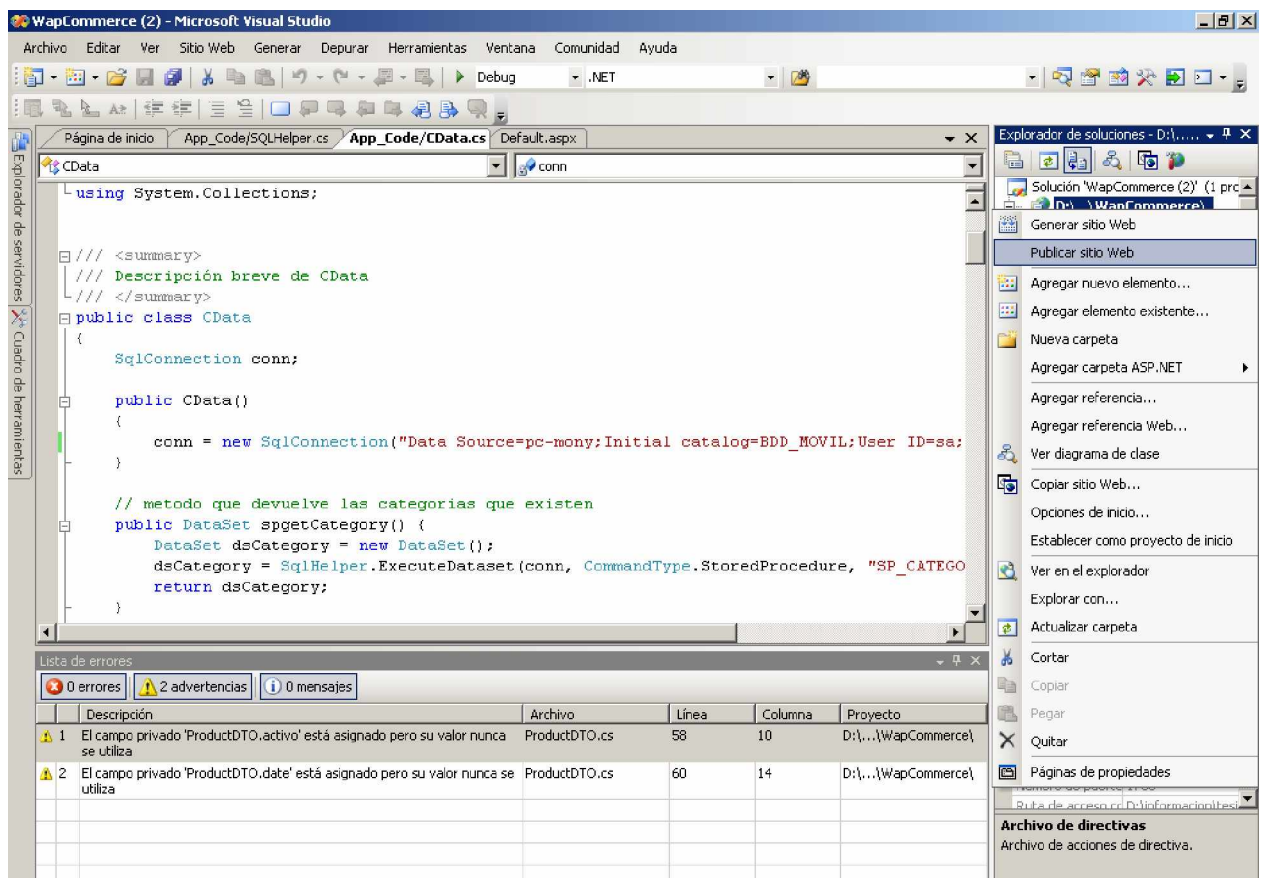 WapCommerce (2) - Microsoft Visual Studio
Archivo Editar Ver Sitio Web Generar Depurar Herramientas Ventana Comunidad Ayuda
Debug .NET
Página de inicio App_Code/SQLHelper.cs App_Code/CData.cs Default.aspx
CData conn
using System.Collections;
/// <summary>
/// Descripción breve de CData
/// </summary>
public class CData
{
SqlConnection conn;
public CData()
{
conn = new SqlConnection("Data Source=pc-mony;Initial catalog=BDD_MOVIL;User ID=sa;
}
// metodo que devuelve las categorias que existen
public DataSet spgetCategory() {
DataSet dsCategory = new DataSet();
dsCategory = SqlHelper.ExecuteDataset(conn, CommandType.StoredProcedure, "SP_CATEGO
return dsCategory;
}
Explorador de servidores
Cuadro de herramientas
Lista de errores
0 errores 2 advertencias 0 mensajes
Descripción Archivo Línea Columna Proyecto
1 El campo privado 'ProductDTO.activo' está asignado pero su valor nunca ProductDTO.cs 58 10 D:\...\WapCommerce\
se utiliza
2 El campo privado 'ProductDTO.date' está asignado pero su valor nunca se ProductDTO.cs 60 14 D:\...\WapCommerce\
utiliza
Explorador de soluciones - D:\.....
Solución 'WapCommerce (2)' (1 prc
D:\...\WapCommerce\
Generar sitio Web
Publicar sitio Web
Agregar nuevo elemento...
Agregar elemento existente...
Nueva carpeta
Agregar carpeta ASP.NET
Agregar referencia...
Agregar referencia Web...
Ver diagrama de clase
Copiar sitio Web...
Opciones de inicio...
Establecer como proyecto de inicio
Ver en el explorador
Explorar con...
Actualizar carpeta
Cortar
Copiar
Pegar
Quitar
Páginas de propiedades
Ruta de acceso cc D:\informacion\tesi
Archivo de directivas
Archivo de acciones de directiva.